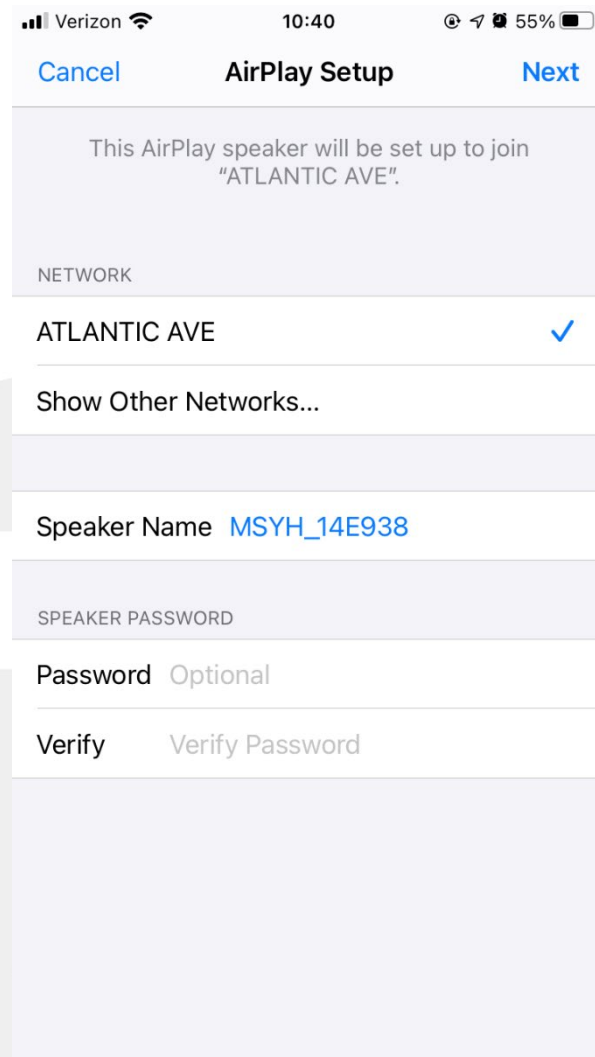 Verizon 10:40 55%
Cancel AirPlay Setup Next
This AirPlay speaker will be set up to join
“ATLANTIC AVE”.
NETWORK
ATLANTIC AVE
Show Other Networks...
Speaker Name MSYH_14E938
SPEAKER PASSWORD
Password Optional
Verify Verify Password